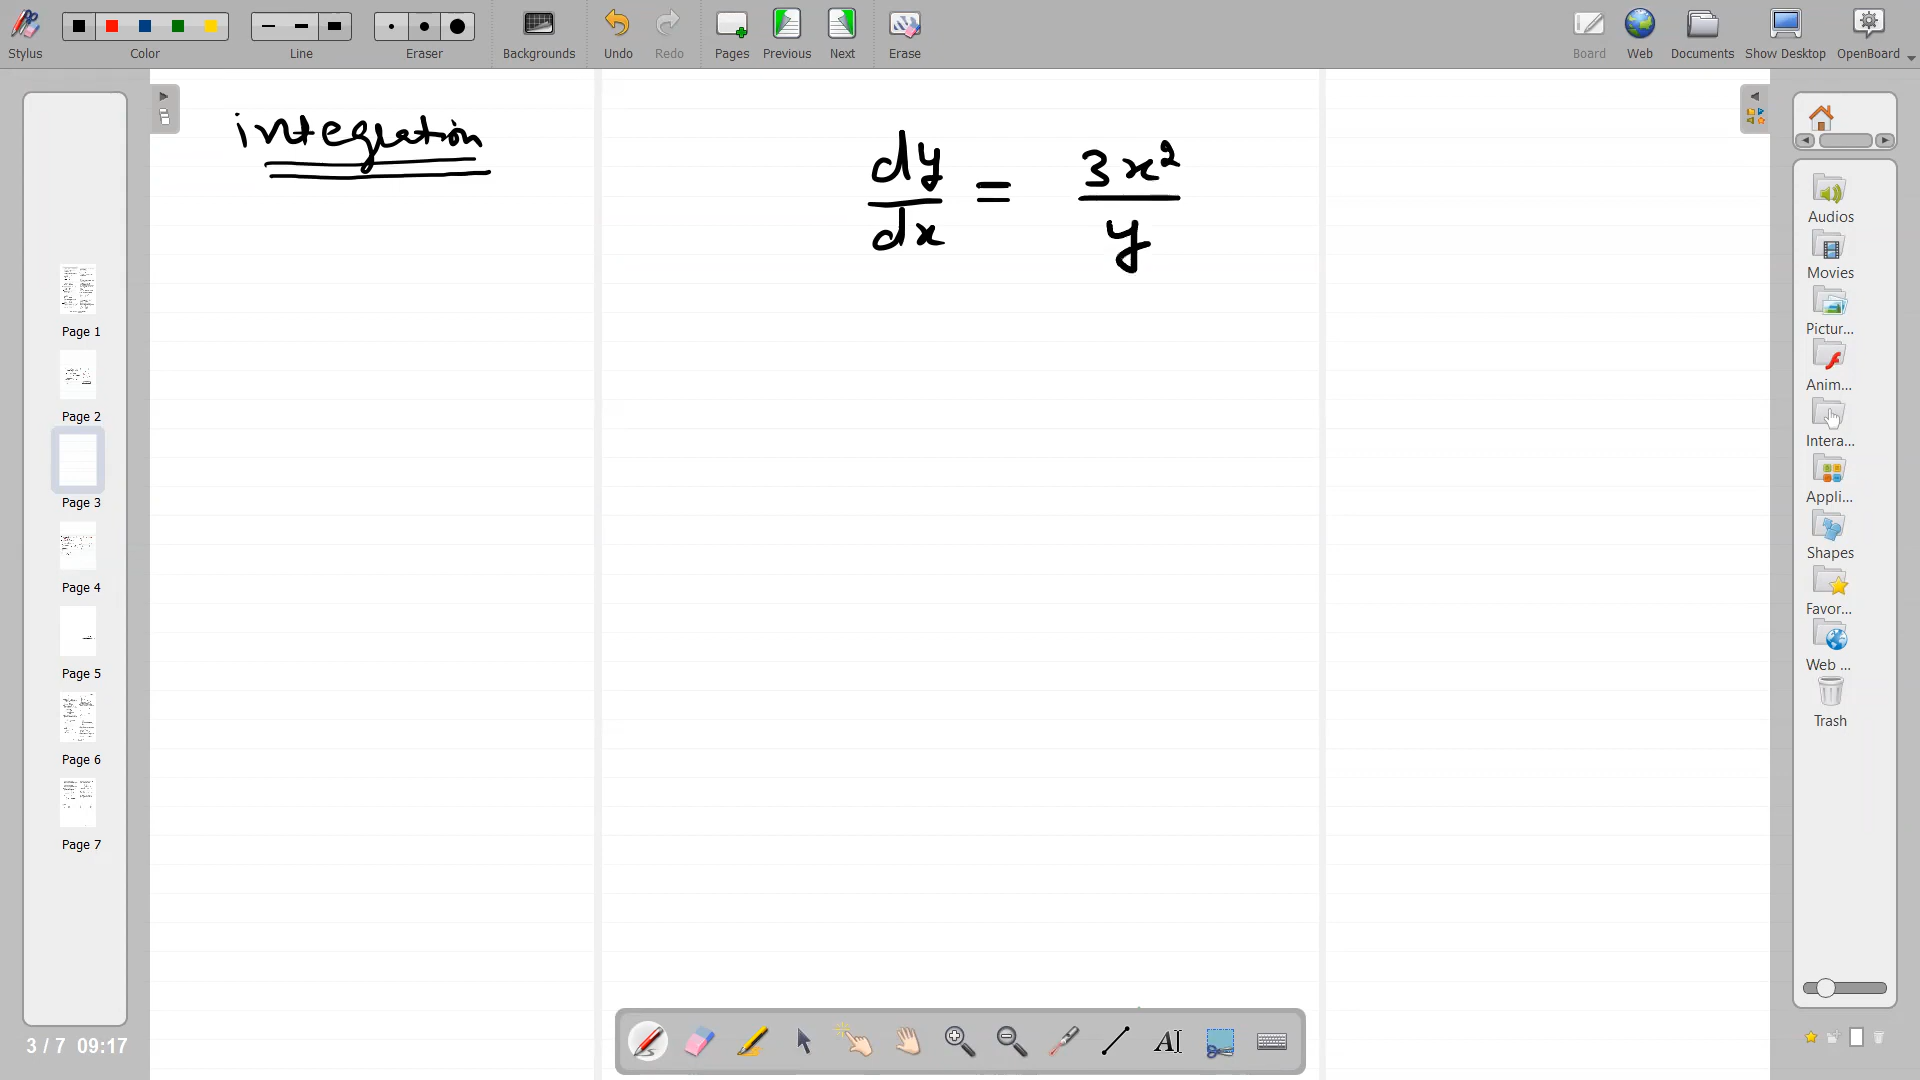 Stylus
Color
Line
Eraser
Backgrounds
Undo
Redo
Pages
Previous
Next
Erase
Board
Web
Documents
Show Desktop
OpenBoard
integration
dy/dx = 3x²/y
Page 1
Page 2
Page 3
Page 4
Page 5
Page 6
Page 7
3 / 7 09:17
Audios
Movies
Pictur...
Anim...
Intera...
Appli...
Shapes
Favor...
Web ...
Trash